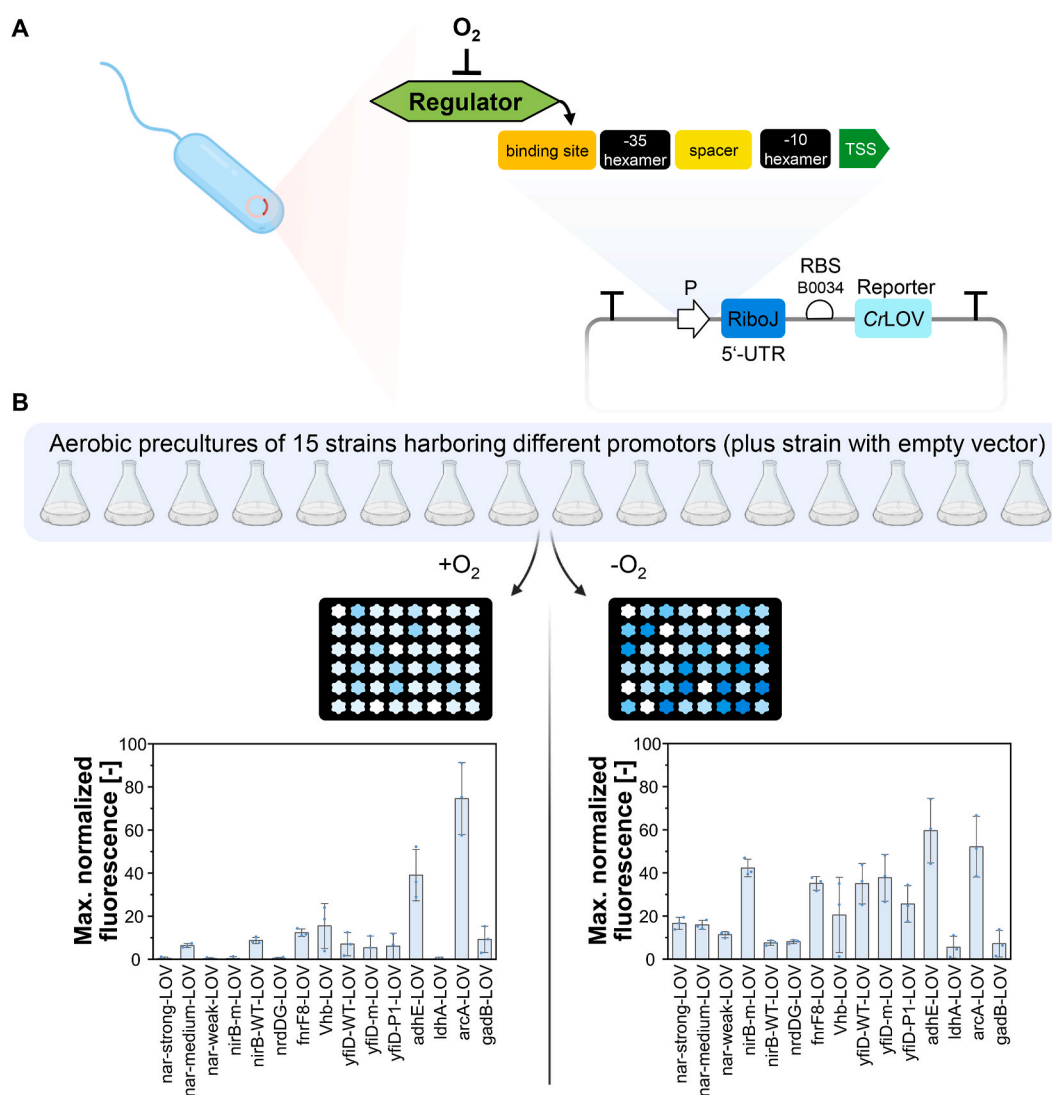 A
O₂
Regulator
binding site
-35
hexamer
spacer
-10
hexamer
TSS
P
RiboJ
5‘-UTR
RBS
B0034
Reporter
CrLOV
B
Aerobic precultures of 15 strains harboring different promotors (plus strain with empty vector)
+O₂
-O₂
Max. normalized
fluorescence [-]
100
80
60
40
20
0
nar-strong-LOV
nar-medium-LOV
nar-weak-LOV
nirB-m-LOV
nirB-WT-LOV
nrdDG-LOV
fnrF8-LOV
Vhb-LOV
yfiD-WT-LOV
yfiD-m-LOV
yfiD-P1-LOV
adhE-LOV
ldhA-LOV
arcA-LOV
gadB-LOV
Max. normalized
fluorescence [-]
100
80
60
40
20
0
nar-strong-LOV
nar-medium-LOV
nar-weak-LOV
nirB-m-LOV
nirB-WT-LOV
nrdDG-LOV
fnrF8-LOV
Vhb-LOV
yfiD-WT-LOV
yfiD-m-LOV
yfiD-P1-LOV
adhE-LOV
ldhA-LOV
arcA-LOV
gadB-LOV